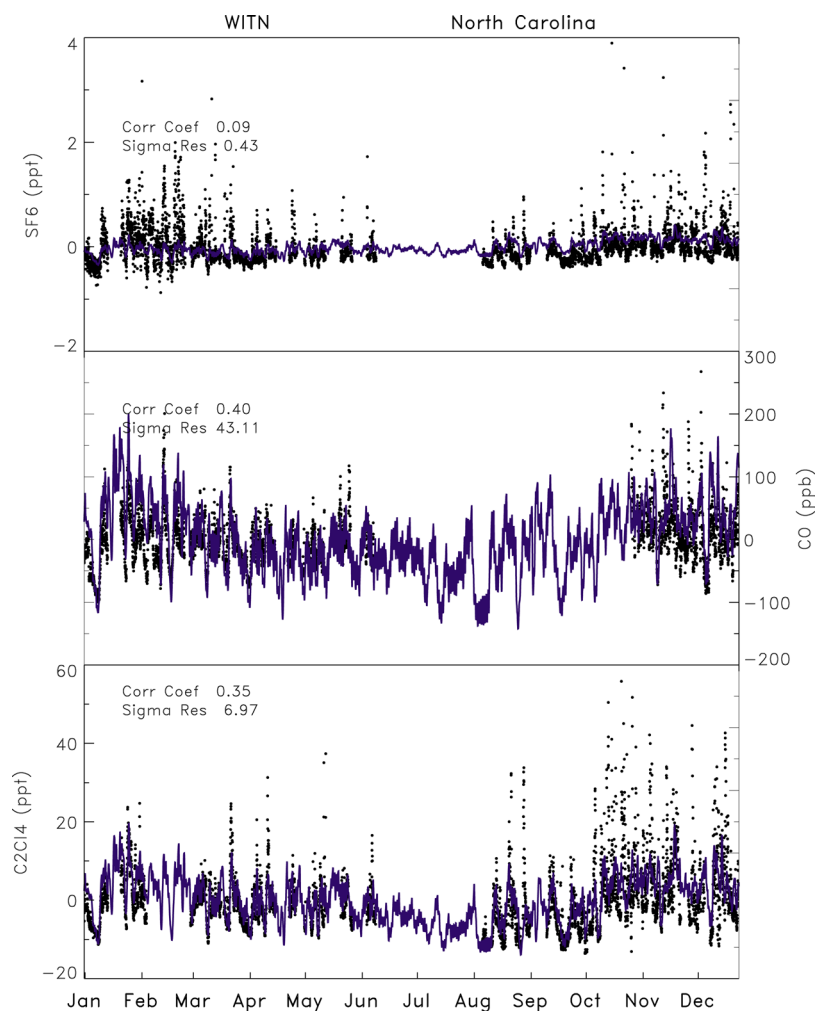 WITN North Carolina
4
Corr Coef 0.09
Sigma Res 0.43
2
SF6 (ppt)
0
−2
300
Corr Coef 0.40
200
Sigma Res 43.11
100
CO (ppb)
0
−100
−200
60
Corr Coef 0.35
Sigma Res 6.97
40
C2Cl4 (ppt)
20
0
−20
Jan Feb Mar Apr May Jun Jul Aug Sep Oct Nov Dec